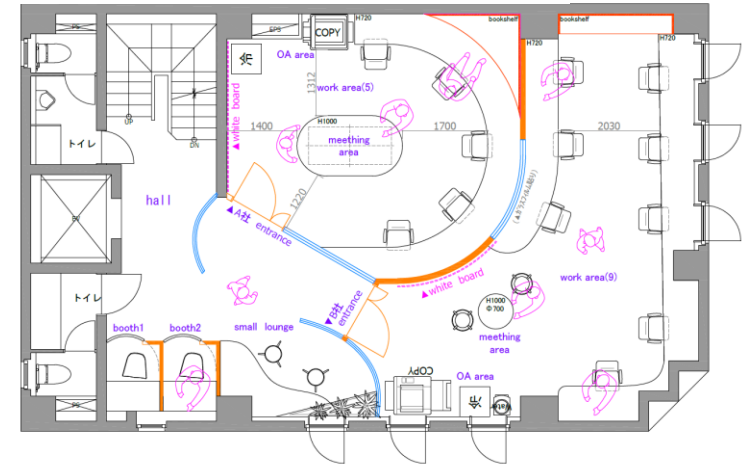 PS
EPS
COPY
H720
bookshelf
bookshelf
H720
H720
OA area
work area(5)
1312
▲white board
1400
H1000
meething
area
1700
2030
トイレ
UP
DN
hall
1220
▲A社 entrance
トイレ
▲white board
work area(9)
▼B社
entrance
H1000
Φ700
meething
area
booth1
booth2
small lounge
OA area
COPY
Water
PS